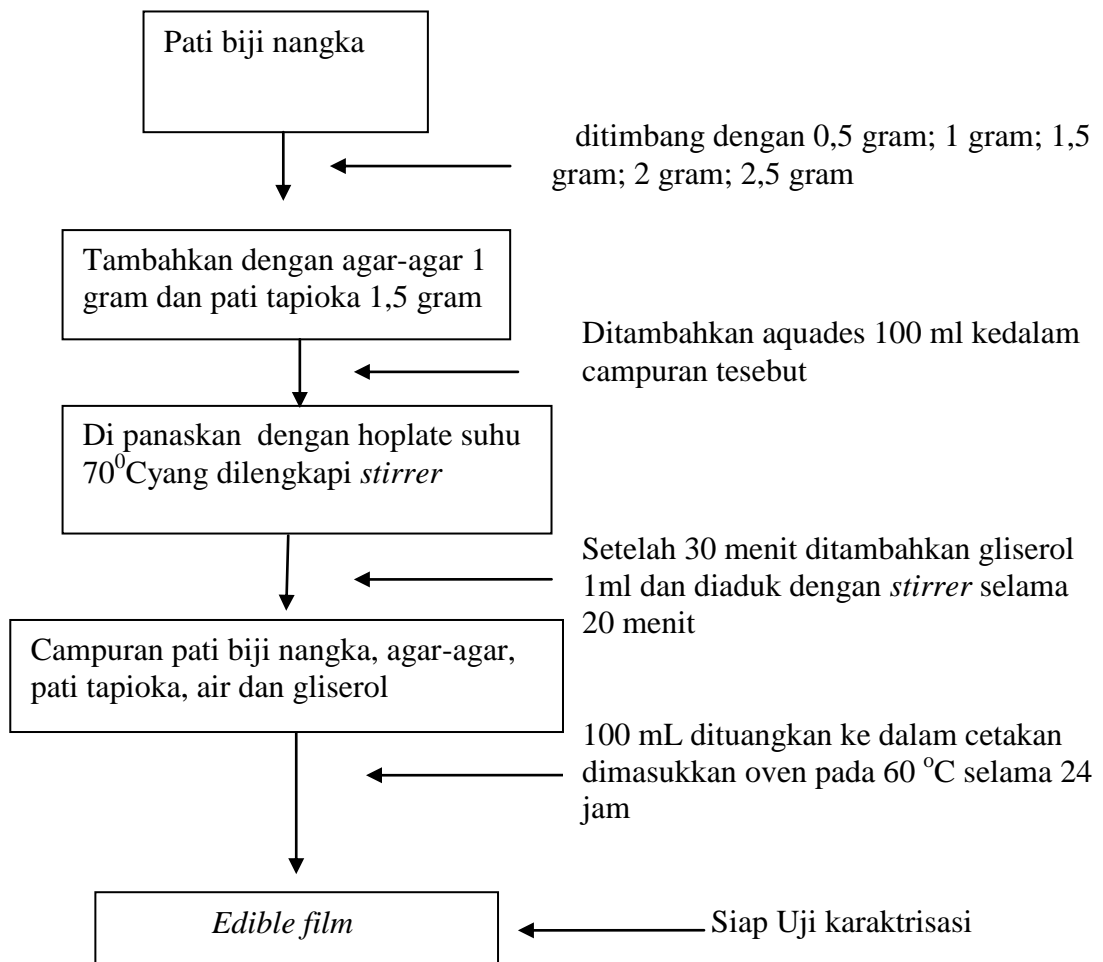 Pati biji nangka
ditimbang dengan 0,5 gram; 1 gram; 1,5
gram; 2 gram; 2,5 gram
Tambahkan dengan agar-agar 1
gram dan pati tapioka 1,5 gram
Ditambahkan aquades 100 ml kedalam
campuran tesebut
Di panaskan dengan hoplate suhu
70⁰Cyang dilengkapi stirrer
Setelah 30 menit ditambahkan gliserol
1ml dan diaduk dengan stirrer selama
20 menit
Campuran pati biji nangka, agar-agar,
pati tapioka, air dan gliserol
100 mL dituangkan ke dalam cetakan
dimasukkan oven pada 60 ᵒC selama 24
jam
Edible film
Siap Uji karaktrisasi